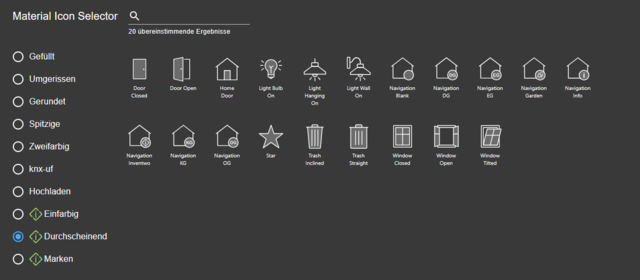 Material Icon Selector
20 übereinstimmende Ergebnisse
Gefüllt
Umgerissen
Gerundet
Spitzige
Zweifarbig
knx-uf
Hochladen
Einfarbig
Durchscheinend
Marken
Door
Closed
Door Open
Home
Door
Light Bulb
On
Light
Hanging
On
Light Wall
On
Navigation
Blank
Navigation
DG
Navigation
EG
Navigation
Garden
Navigation
Info
Navigation
Inventwo
Navigation
KG
Navigation
OG
Star
Trash
Inclined
Trash
Straight
Window
Closed
Window
Open
Window
Tilted